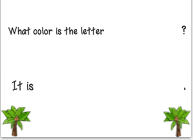 What color is the letter ?
It is .